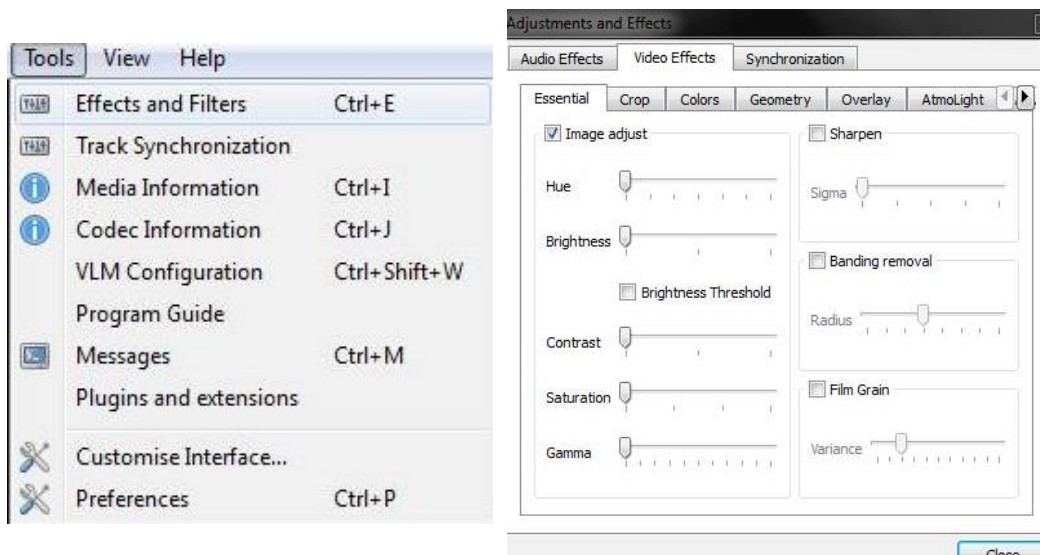 Tools View Help
Effects and Filters Ctrl+E
Track Synchronization
Media Information Ctrl+I
Codec Information Ctrl+J
VLM Configuration Ctrl+Shift+W
Program Guide
Messages Ctrl+M
Plugins and extensions
Customise Interface...
Preferences Ctrl+P
Adjustments and Effects
Audio Effects Video Effects Synchronization
Essential Crop Colors Geometry Overlay AtmoLight
Image adjust
Hue
Brightness
Brightness Threshold
Contrast
Saturation
Gamma
Sharpen
Sigma
Banding removal
Radius
Film Grain
Variance
Close